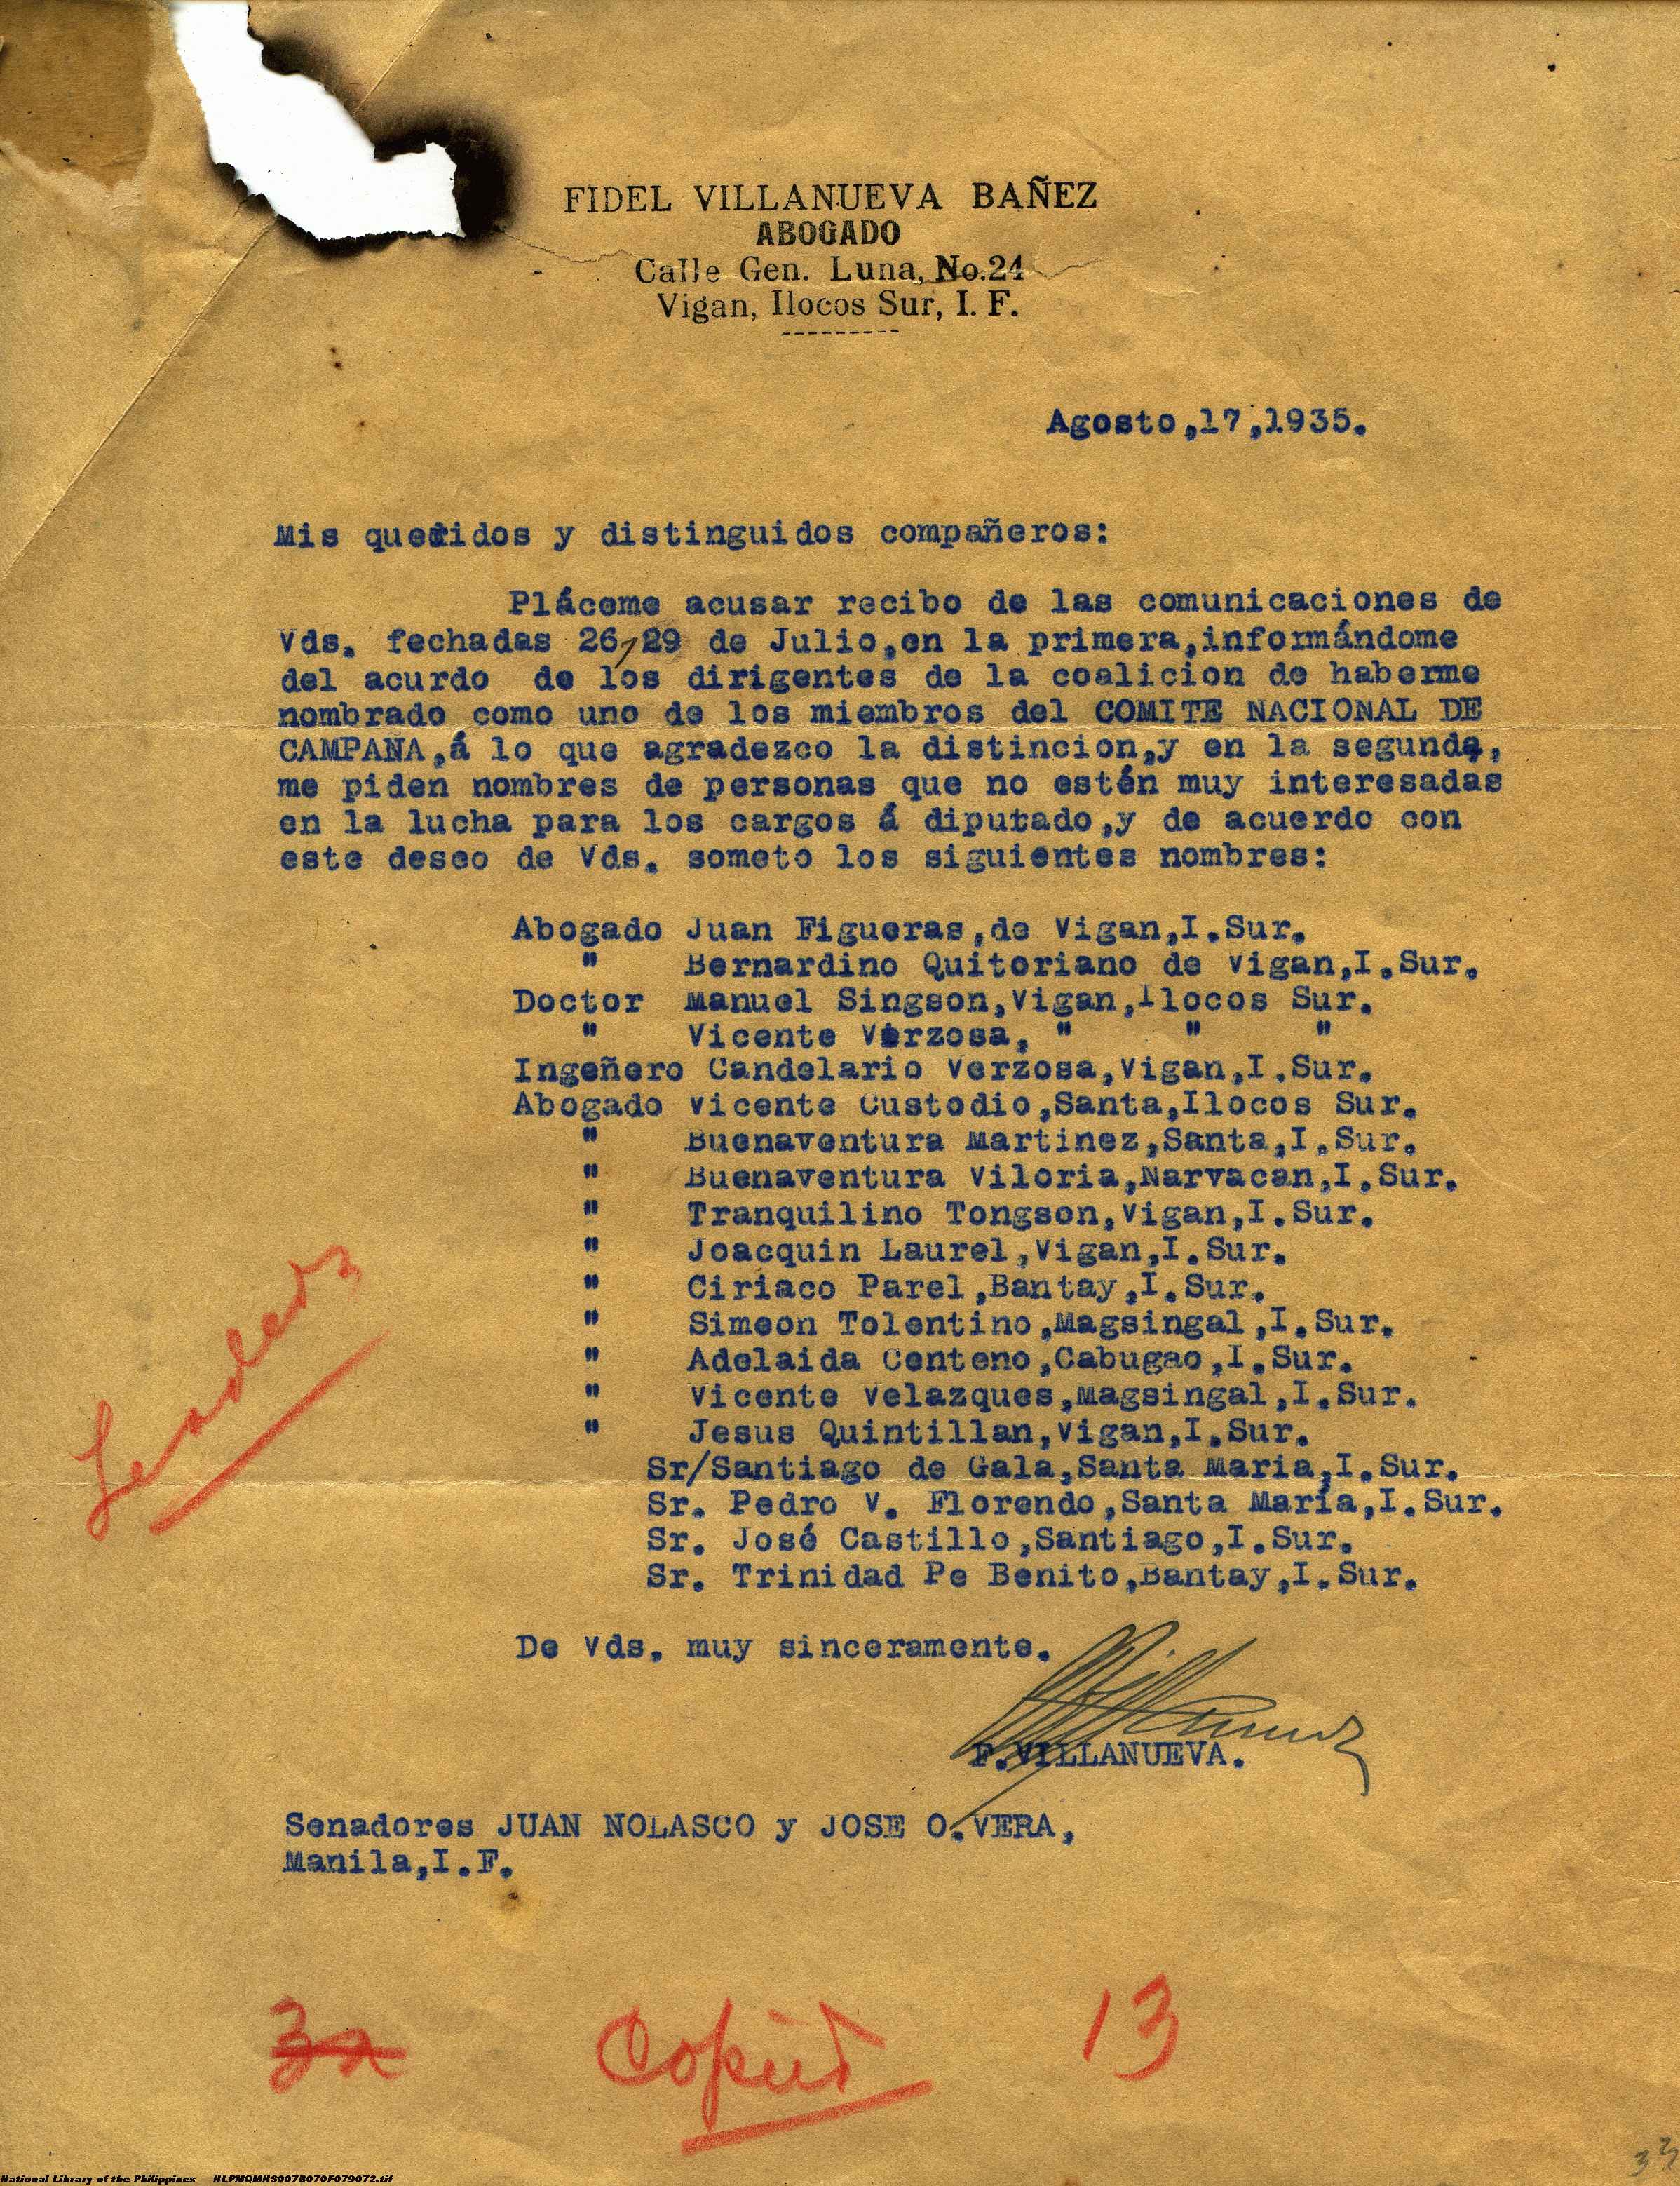 FIDEL VILLANUEVA BAÑEZ
ABOGADO
Calle Gen. Luna, No.24
Vigan, Ilocos Sur, I. F.
---------
Agosto,17,1935.
Mis queridos y distinguidos compañeros:
Pláceme acusar recibo de las comunicaciones de
Vds. fechadas 26,29 de Julio,en la primera,informándome
del acurdo de los dirigentes de la coalicion de haberme
nombrado como uno de los miembros del COMITE NACIONAL DE
CAMPANA,á lo que agradezco la distincion,y en la segunda,
me piden nombres de personas que no estén muy interesadas
en la lucha para los cargos á diputado,y de acuerdo con
este deseo de Vds. someto los siguientes nombres:
Abogado Juan Figueras,de Vigan,I.Sur.
" Bernardino Quitoriano de Vigan,I.Sur.
Doctor Manuel Singson,Vigan,Ilocos Sur.
" Vicente Verzosa, " " "
Ingeñero Candelario Verzosa,Vigan,I.Sur.
Abogado Vicente Custodio,Santa,Ilocos Sur.
" Buenaventura Martinez,Santa,I.Sur.
" Buenaventura Viloria,Narvacan,I.Sur.
" Tranquilino Tongson,Vigan,I.Sur.
" Joacquin Laurel,Vigan,I.Sur.
" Ciriaco Parel,Bantay,I.Sur.
" Simeon Tolentino,Magsingal,I.Sur.
" Adelaida Centeno,Cabugao,I.Sur.
" Vicente Velazques,Magsingal,I.Sur.
" Jesus Quintillan,Vigan,I.Sur.
Sr/Santiago de Gala,Santa Maria,I.Sur.
Sr. Pedro V. Florendo,Santa María,I.Sur.
Sr. José Castillo,Santiago,I.Sur.
Sr. Trinidad Pe Benito,Bantay,I.Sur.
Leaders
De Vds. muy sinceramente.
F.VILLANUEVA.
Senadores JUAN NOLASCO y JOSE O.VERA,
Manila,I.F.
Copied 13
33
National Library of the Philippines NLPMQMNS007B070F079072.tif